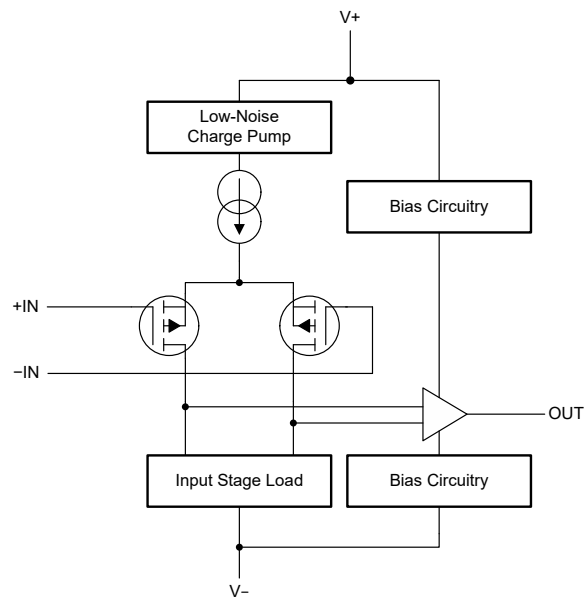 V+
Low-Noise
Charge Pump
Bias Circuitry
+IN
−IN
OUT
Input Stage Load
Bias Circuitry
V−